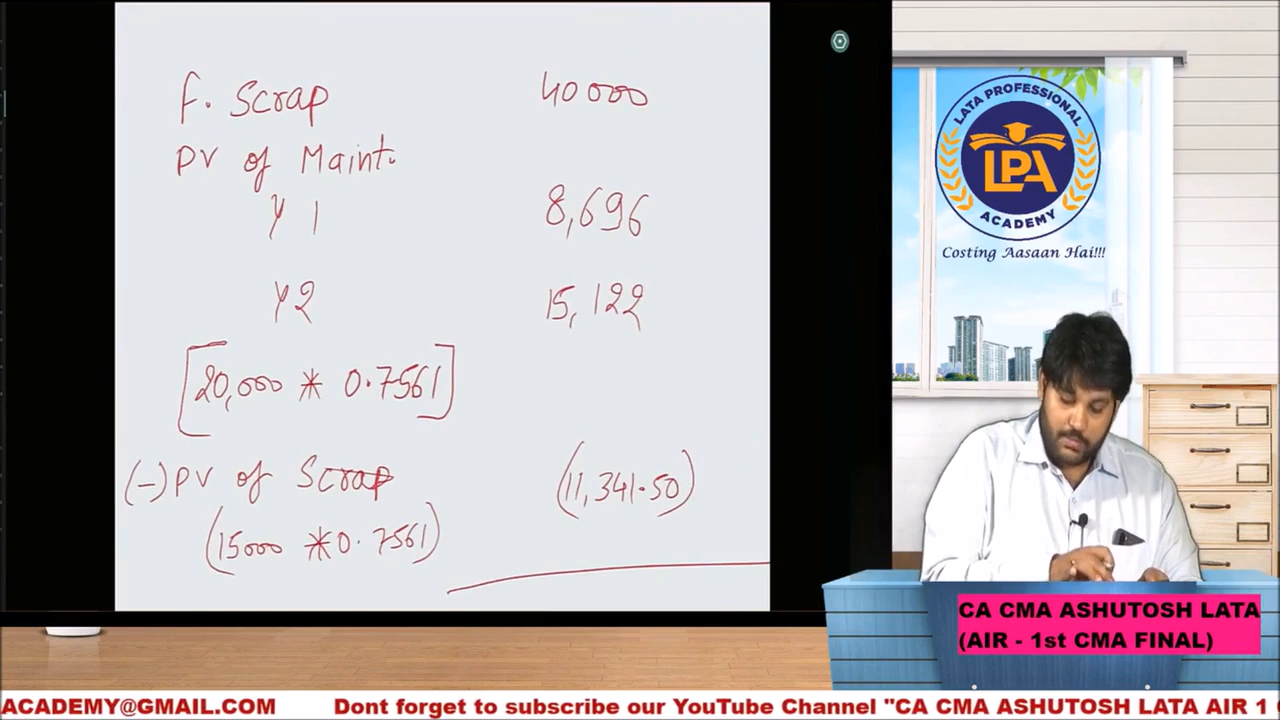 F. Scrap 40000
PV of Maint.
Y 1 8,696
Y2 15,122
[20,000 * 0.7561]
(-) PV of Scrap (11,341.50)
(15000 * 0.7561)
LATA PROFESSIONAL
LPA
ACADEMY
Costing Aasaan Hai!!!
CA CMA ASHUTOSH LATA
(AIR - 1st CMA FINAL)
ACADEMY@GMAIL.COM Dont forget to subscribe our YouTube Channel "CA CMA ASHUTOSH LATA AIR 1